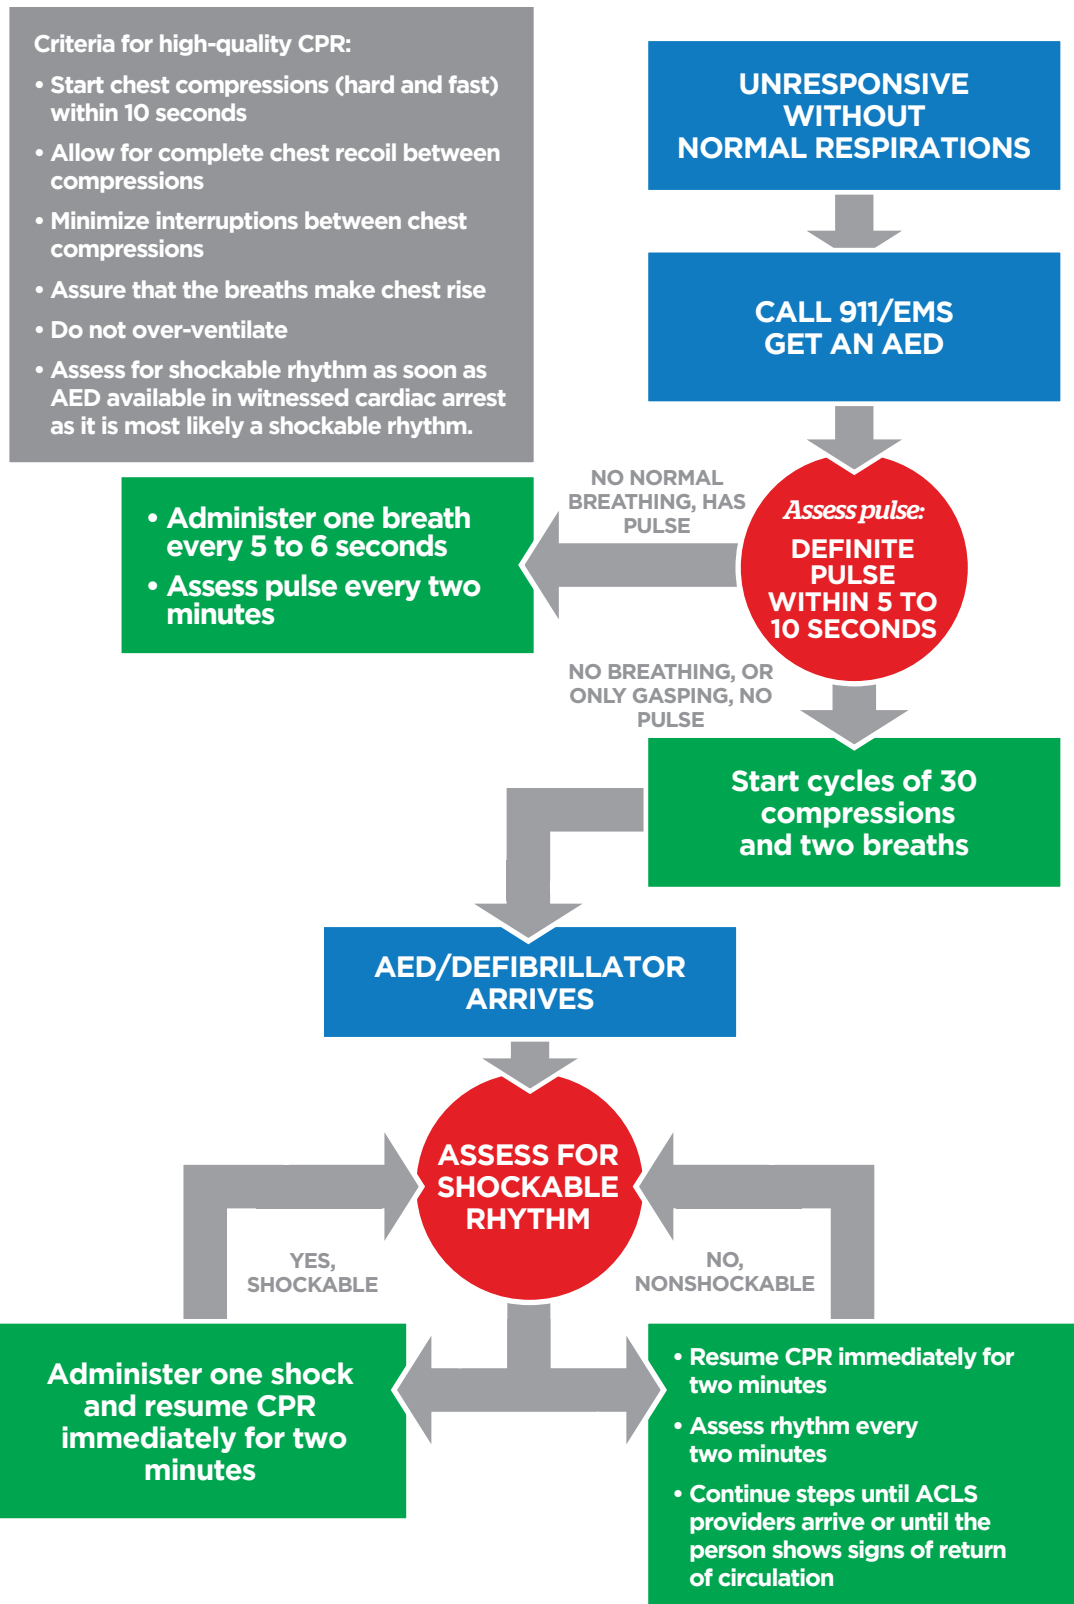 Criteria for high-quality CPR:
• Start chest compressions (hard and fast)
within 10 seconds
• Allow for complete chest recoil between
compressions
• Minimize interruptions between chest
compressions
• Assure that the breaths make chest rise
• Do not over-ventilate
• Assess for shockable rhythm as soon as
AED available in witnessed cardiac arrest
as it is most likely a shockable rhythm.
UNRESPONSIVE
WITHOUT
NORMAL RESPIRATIONS
CALL 911/EMS
GET AN AED
Assess pulse:
DEFINITE
PULSE
WITHIN 5 TO
10 SECONDS
NO NORMAL
BREATHING, HAS
PULSE
• Administer one breath
every 5 to 6 seconds
• Assess pulse every two
minutes
NO BREATHING, OR
ONLY GASPING, NO
PULSE
Start cycles of 30
compressions
and two breaths
AED/DEFIBRILLATOR
ARRIVES
ASSESS FOR
SHOCKABLE
RHYTHM
YES,
SHOCKABLE
NO,
NONSHOCKABLE
Administer one shock
and resume CPR
immediately for two
minutes
• Resume CPR immediately for
two minutes
• Assess rhythm every
two minutes
• Continue steps until ACLS
providers arrive or until the
person shows signs of return
of circulation